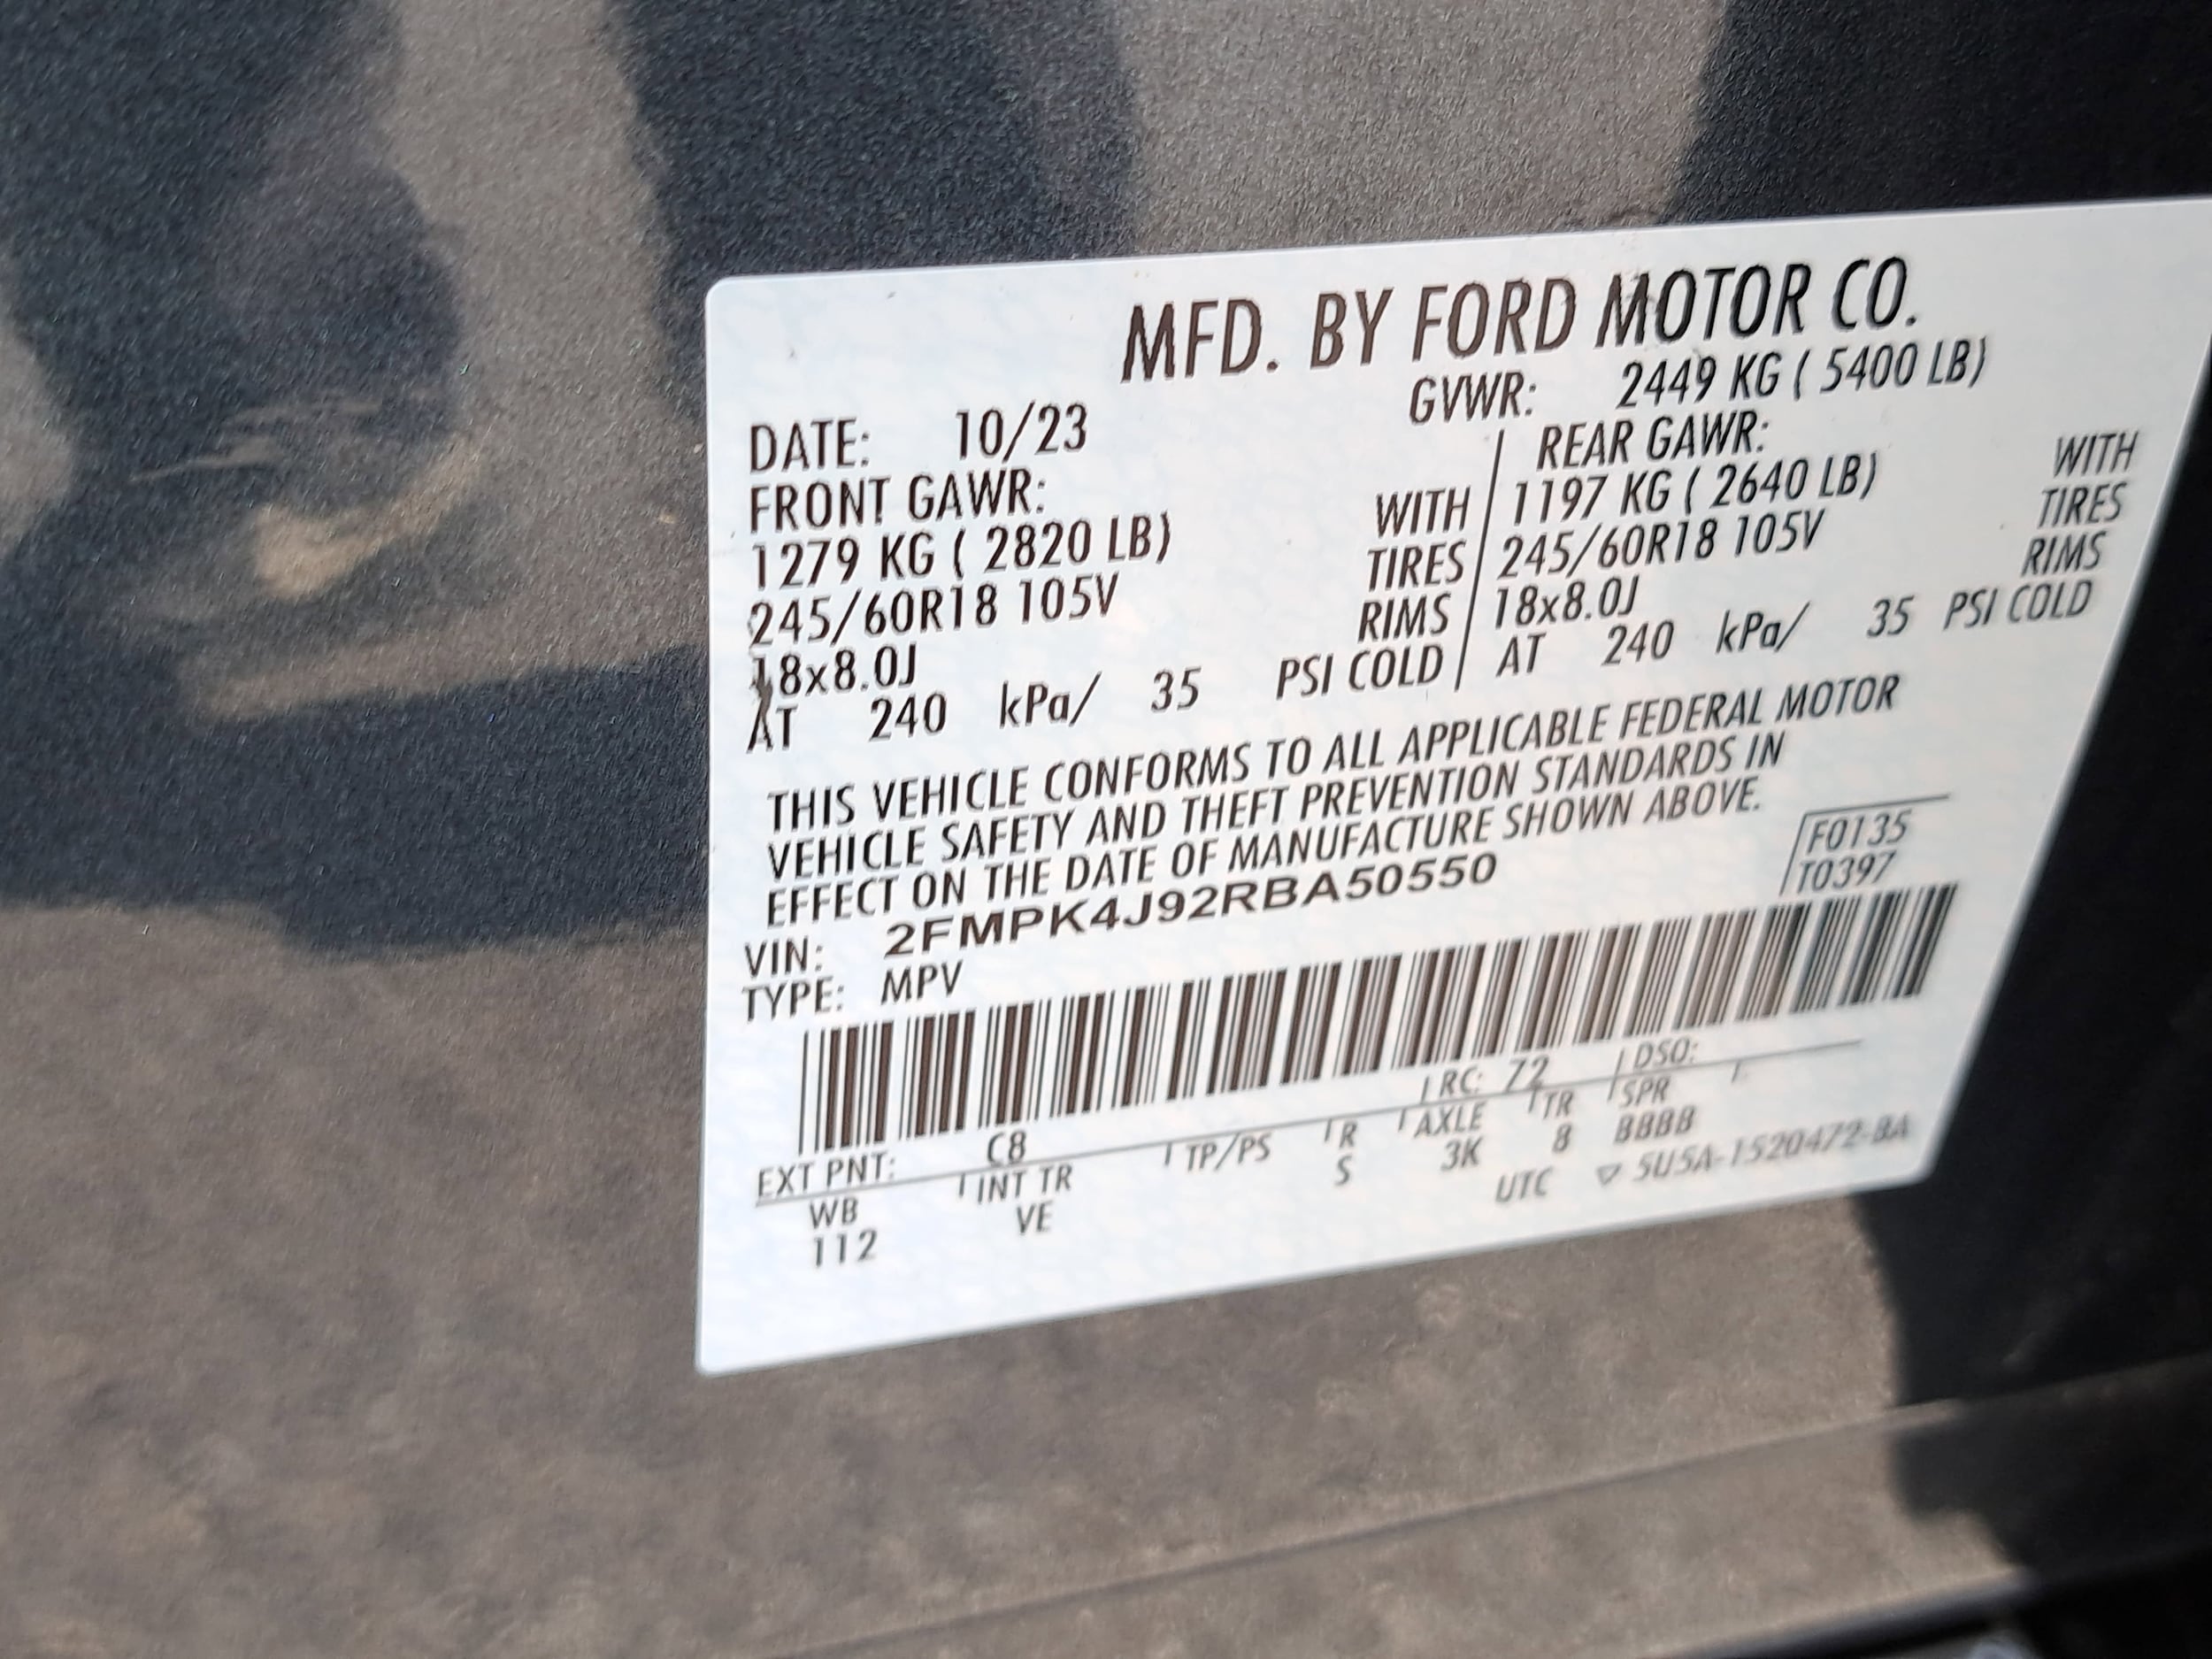 MFD. BY FORD MOTOR CO.
DATE: 10/23 GVWR: 2449 KG ( 5400 LB)
FRONT GAWR: REAR GAWR:
1279 KG ( 2820 LB) WITH 1197 KG ( 2640 LB) WITH
245/60R18 105V TIRES 245/60R18 105V TIRES
18x8.0J RIMS 18x8.0J RIMS
AT 240 kPa/ 35 PSI COLD AT 240 kPa/ 35 PSI COLD
THIS VEHICLE CONFORMS TO ALL APPLICABLE FEDERAL MOTOR
VEHICLE SAFETY AND THEFT PREVENTION STANDARDS IN
EFFECT ON THE DATE OF MANUFACTURE SHOWN ABOVE.
VIN: 2FMPK4J92RBA50550 F0135
TYPE: MPV T0397
EXT PNT: C8 RC: 72 DSO:
WB INT TR TP/PS R AXLE TR SPR
112 VE S 3K 8 BBBB
UTC ▽ 5U5A-1520472-BA